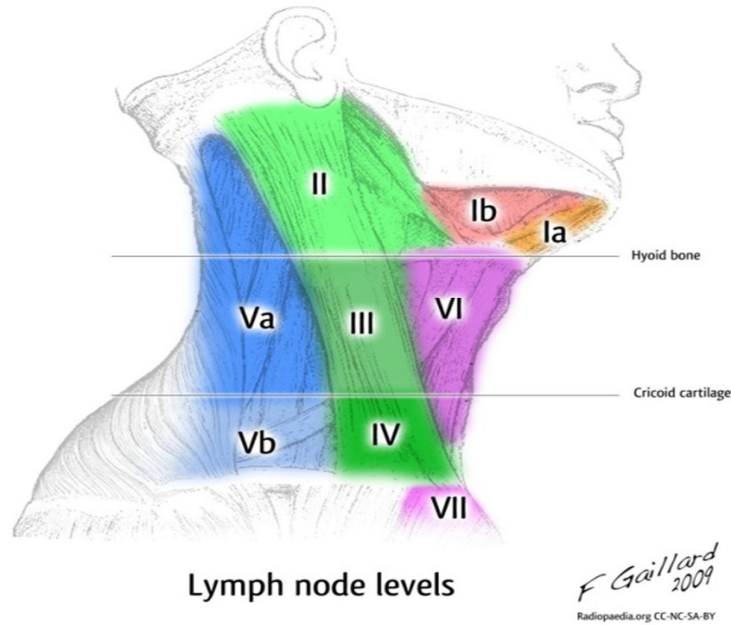 II
Ib
Ia
Hyoid bone
Va
III
VI
Cricoid cartilage
Vb
IV
VII
Lymph node levels
F Gaillard
2009
Radiopaedia.org CC-NC-SA-BY